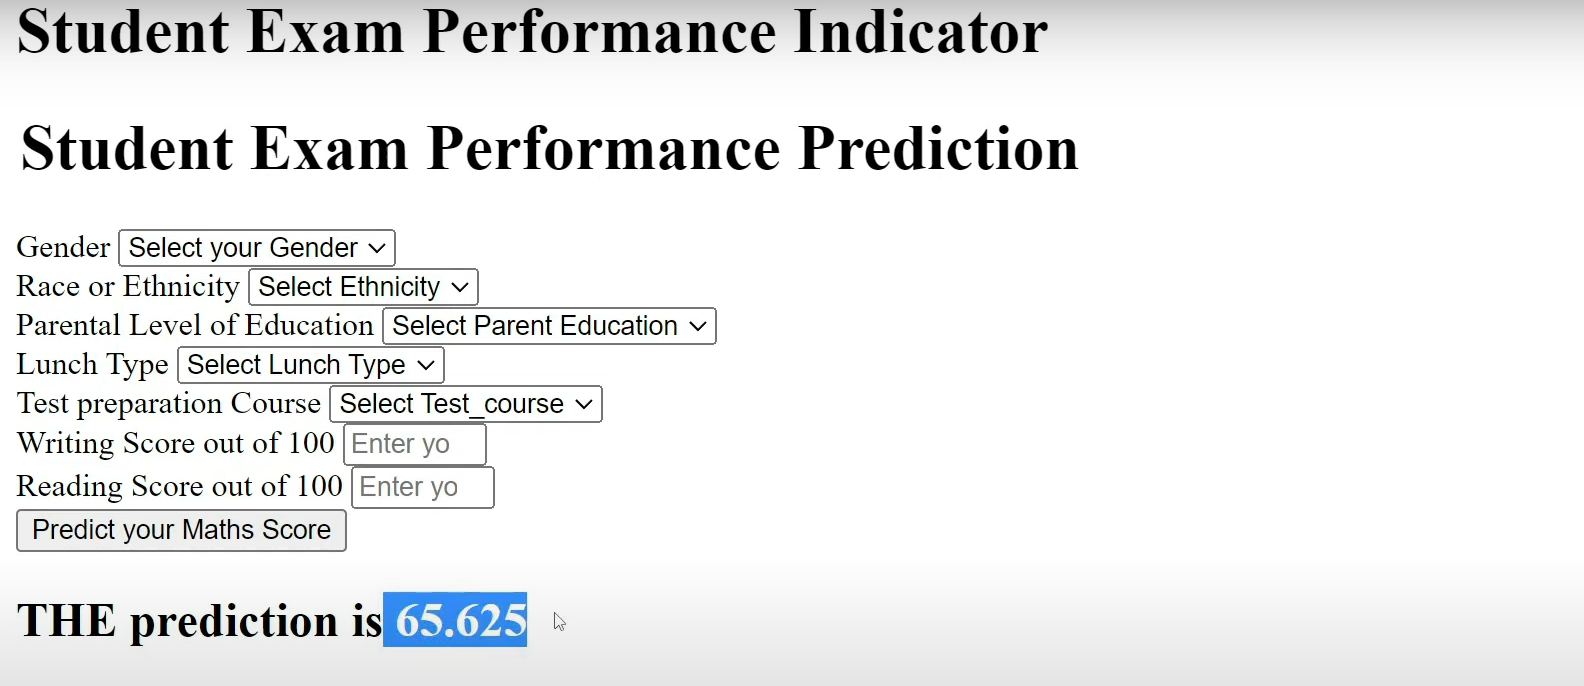 Student Exam Performance Indicator
Student Exam Performance Prediction
Gender Select your Gender
Race or Ethnicity Select Ethnicity
Parental Level of Education Select Parent Education
Lunch Type Select Lunch Type
Test preparation Course Select Test_course
Writing Score out of 100 Enter yo
Reading Score out of 100 Enter yo
Predict your Maths Score
THE prediction is 65.625